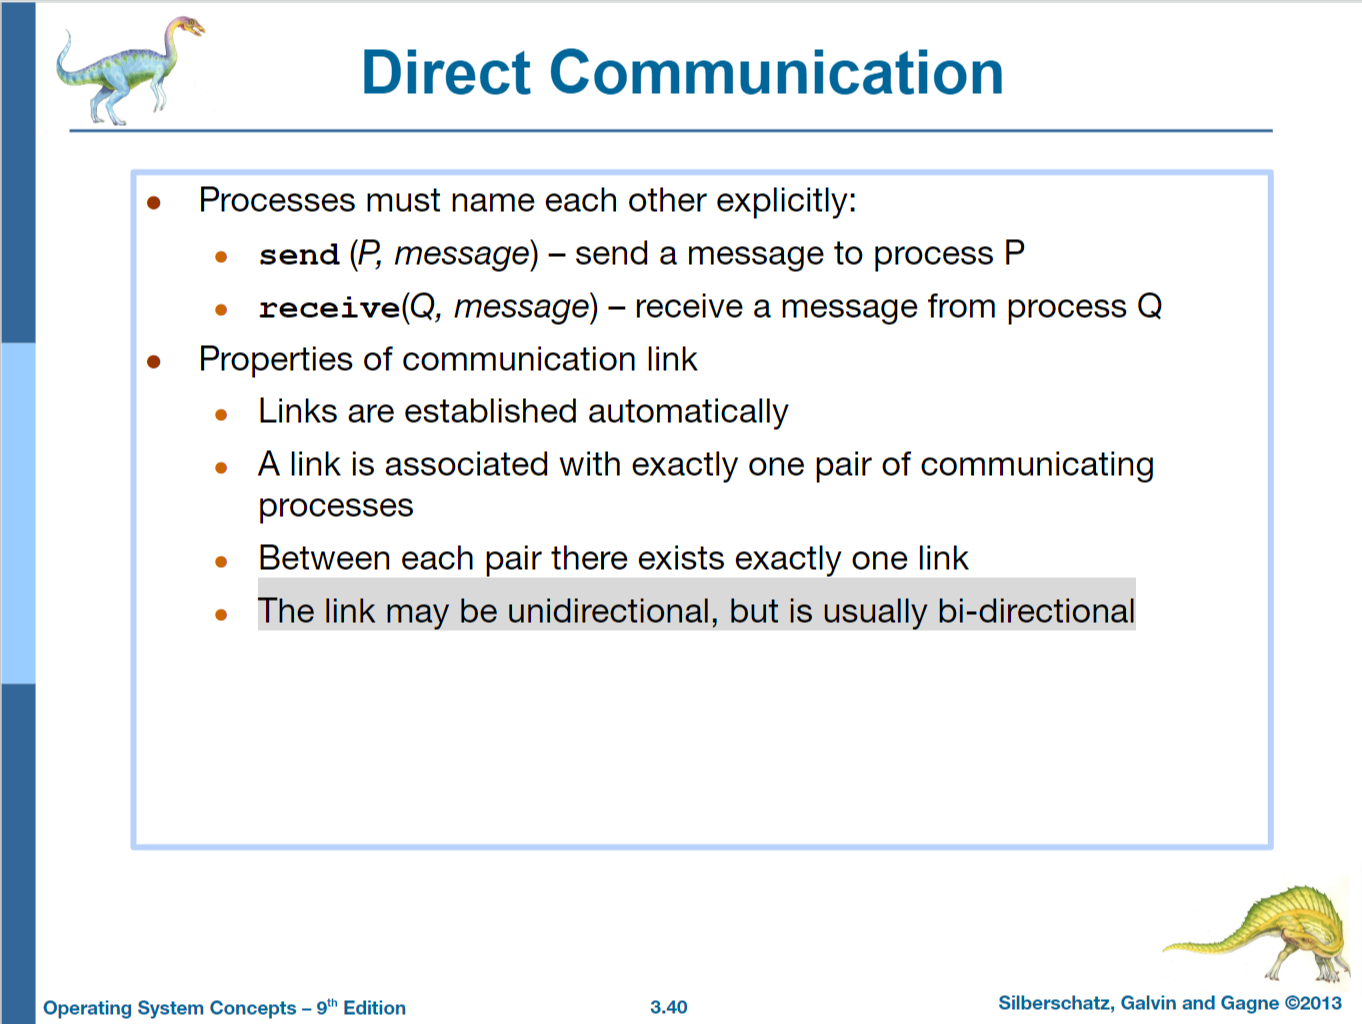 Direct Communication
Processes must name each other explicitly:
send (P, message) – send a message to process P
receive(Q, message) – receive a message from process Q
Properties of communication link
Links are established automatically
A link is associated with exactly one pair of communicating
processes
Between each pair there exists exactly one link
The link may be unidirectional, but is usually bi-directional
Operating System Concepts – 9th Edition
3.40
Silberschatz, Galvin and Gagne ©2013